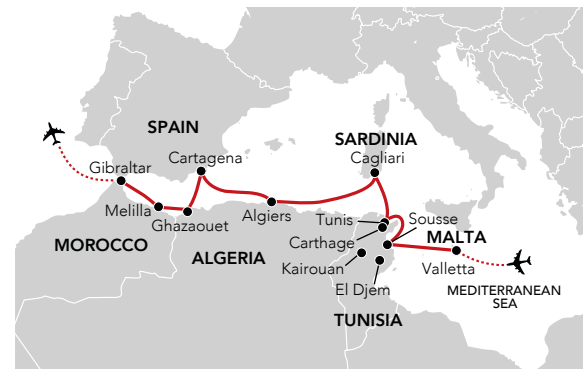 SPAIN
SARDINIA
Gibraltar
Cartagena
Cagliari
Melilla
Ghazaouet
Algiers
Tunis
Sousse
MOROCCO
ALGERIA
Carthage
MALTA
Kairouan
Valletta
El Djem
MEDITERRANEAN
SEA
TUNISIA